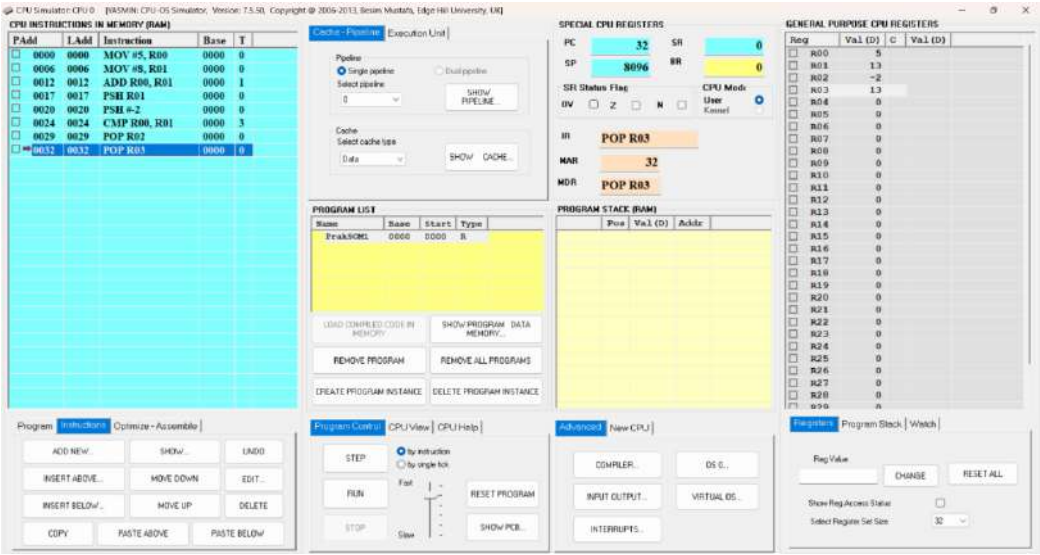 CPU Simulator: CPU 0 [YASMIN: CPU-OS Simulator, Version: 7.5.50, Copyright @ 2006-2013, Besim Mustafa, Edge Hill University, UK]
CPU INSTRUCTIONS IN MEMORY (RAM)
PAdd LAdd Instruction Base T
0000 0000 MOV #5, R00 0000 0
0006 0006 MOV #8, R01 0000 0
0012 0012 ADD R00, R01 0000 1
0017 0017 PSH R01 0000 0
0020 0020 PSH #-2 0000 0
0024 0024 CMP R00, R01 0000 3
0029 0029 POP R02 0000 0
0032 0032 POP R03 0000 0
Program Instructions Optimize - Assemble
ADD NEW... SHOW... UNDO
INSERT ABOVE... MOVE DOWN EDIT...
INSERT BELOW... MOVE UP DELETE
COPY PASTE ABOVE PASTE BELOW
Cache - Pipeline Execution Unit
Pipeline
Single pipeline Dual pipeline
Select pipeline
0
SHOW PIPELINE...
Cache
Select cache type
Data
SHOW CACHE...
PROGRAM LIST
Name Base Start Type
PrakSOM1 0000 0000 R
LOAD COMPILED CODE IN MEMORY
SHOW PROGRAM DATA MEMORY...
REMOVE PROGRAM REMOVE ALL PROGRAMS
CREATE PROGRAM INSTANCE DELETE PROGRAM INSTANCE
Program Control CPU View CPU Help
STEP
by instruction
by single tick
RUN
Fast
RESET PROGRAM
STOP
Slow
SHOW PCB...
SPECIAL CPU REGISTERS
PC 32 SR 0
SP 8096 BR 0
SR Status Flag
OV Z N
CPU Mode
User
Kernel
IR POP R03
MAR 32
MDR POP R03
PROGRAM STACK (RAM)
Pos Val (D) Addr
Advanced New CPU
COMPILER... OS 0...
INPUT OUTPUT... VIRTUAL OS...
INTERRUPTS...
GENERAL PURPOSE CPU REGISTERS
Reg Val (D) C Val (D)
R00 5
R01 13
R02 -2
R03 13
R04 0
R05 0
R06 0
R07 0
R08 0
R09 0
R10 0
R11 0
R12 0
R13 0
R14 0
R15 0
R16 0
R17 0
R18 0
R19 0
R20 0
R21 0
R22 0
R23 0
R24 0
R25 0
R26 0
R27 0
R28 0
R29 0
Registers Program Stack Watch
Reg Value
CHANGE RESET ALL
Show Reg Access Status
Select Register Set Size 32